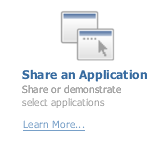 Share an Application
Share or demonstrate
select applications
Learn More...